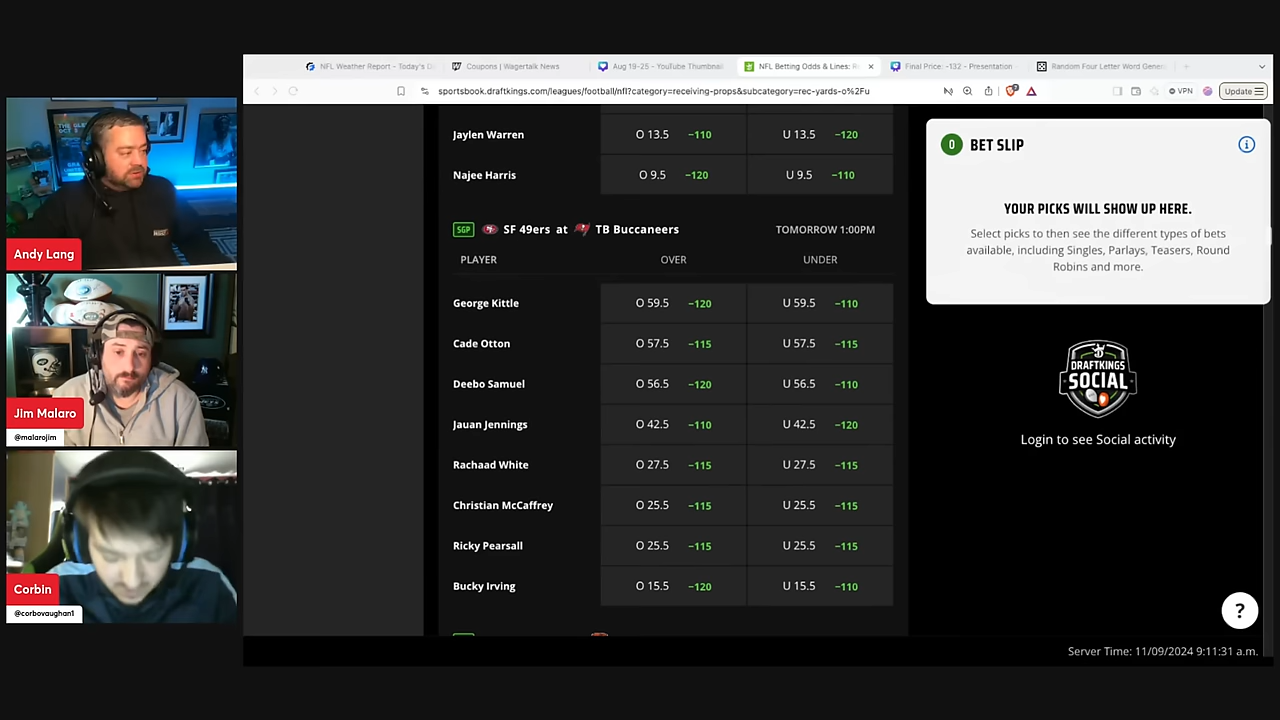 NFL Weather Report - Today's D
Coupons | Wagertalk News
Aug 19-25 - YouTube Thumbnail
NFL Betting Odds & Lines: R
Final Price: -132 - Presentation
Random Four Letter Word Gene
sportsbook.draftkings.com/leagues/football/nfl?category=receiving-props&subcategory=rec-yards-o%2Fu
VPN
Update
Jaylen Warren O 13.5 −110 U 13.5 −120
Najee Harris O 9.5 −120 U 9.5 −110
SGP SF 49ers at TB Buccaneers TOMORROW 1:00PM
PLAYER OVER UNDER
George Kittle O 59.5 −120 U 59.5 −110
Cade Otton O 57.5 −115 U 57.5 −115
Deebo Samuel O 56.5 −120 U 56.5 −110
Jauan Jennings O 42.5 −110 U 42.5 −120
Rachaad White O 27.5 −115 U 27.5 −115
Christian McCaffrey O 25.5 −115 U 25.5 −115
Ricky Pearsall O 25.5 −115 U 25.5 −115
Bucky Irving O 15.5 −120 U 15.5 −110
0 BET SLIP
YOUR PICKS WILL SHOW UP HERE.
Select picks to then see the different types of bets
available, including Singles, Parlays, Teasers, Round
Robins and more.
DRAFTKINGS
SOCIAL
Login to see Social activity
?
Server Time: 11/09/2024 9:11:31 a.m.
Andy Lang
Jim Malaro
@malarojim
Corbin
@corbovaughan1